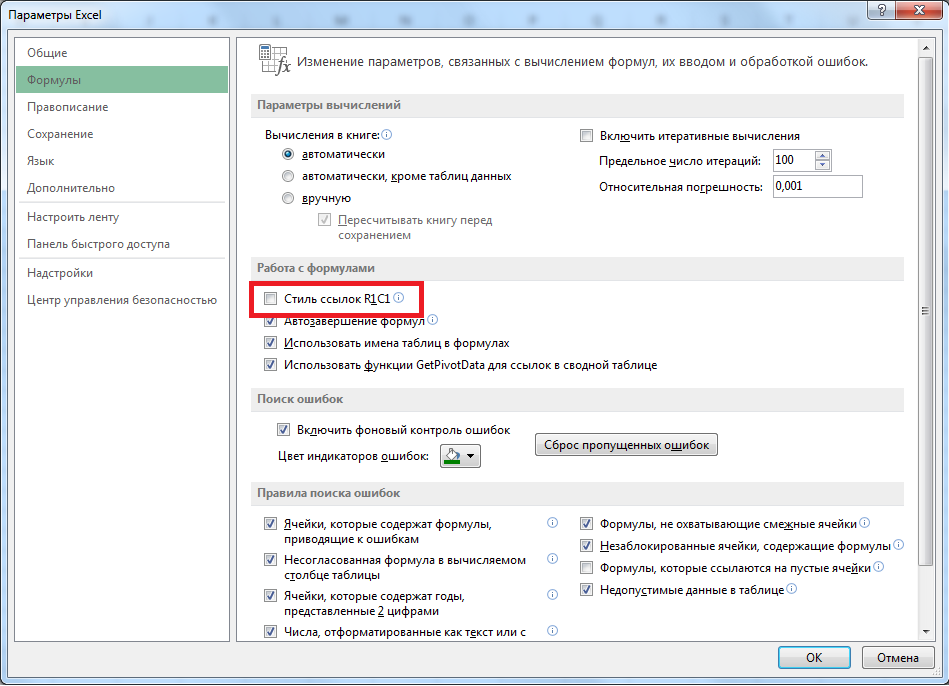 Параметры Excel
Общие
Формулы
Правописание
Сохранение
Язык
Дополнительно
Настроить ленту
Панель быстрого доступа
Надстройки
Центр управления безопасностью
Изменение параметров, связанных с вычислением формул, их вводом и обработкой ошибок.
Параметры вычислений
Вычисления в книге:
автоматически
автоматически, кроме таблиц данных
вручную
Пересчитывать книгу перед
сохранением
Включить итеративные вычисления
Предельное число итераций: 100
Относительная погрешность: 0,001
Работа с формулами
Стиль ссылок R1C1
Автозавершение формул
Использовать имена таблиц в формулах
Использовать функции GetPivotData для ссылок в сводной таблице
Поиск ошибок
Включить фоновый контроль ошибок
Цвет индикаторов ошибок:
Сброс пропущенных ошибок
Правила поиска ошибок
Ячейки, которые содержат формулы,
приводящие к ошибкам
Несогласованная формула в вычисляемом
столбце таблицы
Ячейки, которые содержат годы,
представленные 2 цифрами
Числа, отформатированные как текст или с
Формулы, не охватывающие смежные ячейки
Незаблокированные ячейки, содержащие формулы
Формулы, которые ссылаются на пустые ячейки
Недопустимые данные в таблице
ОК
Отмена